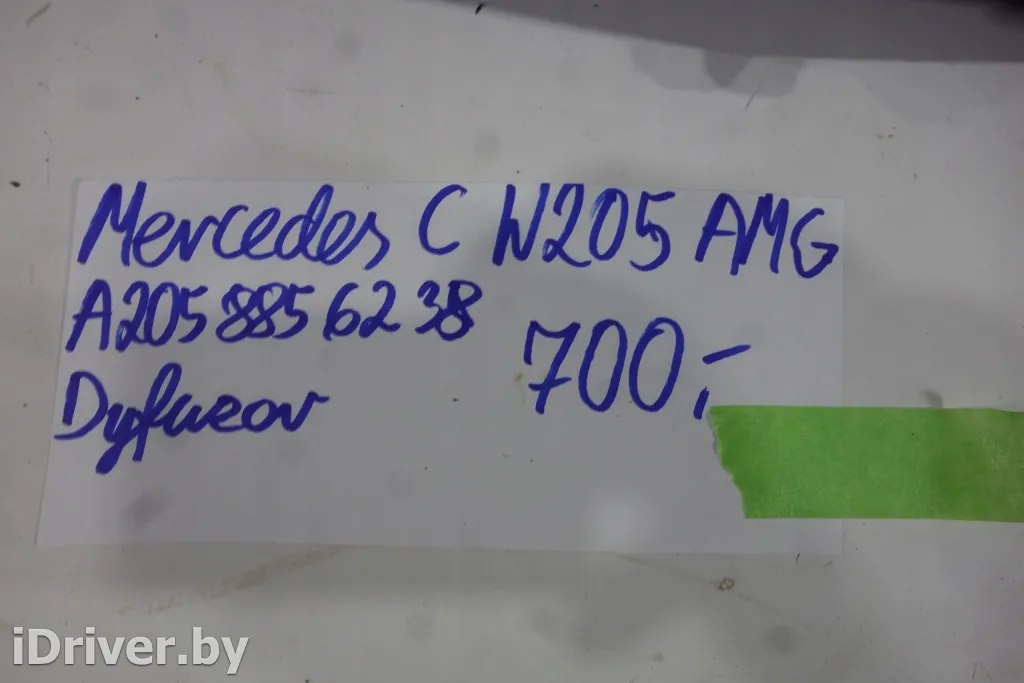 Mercedes C W205 AMG
A205 885 62 38
700,-
Dyfuzor
iDriver.by